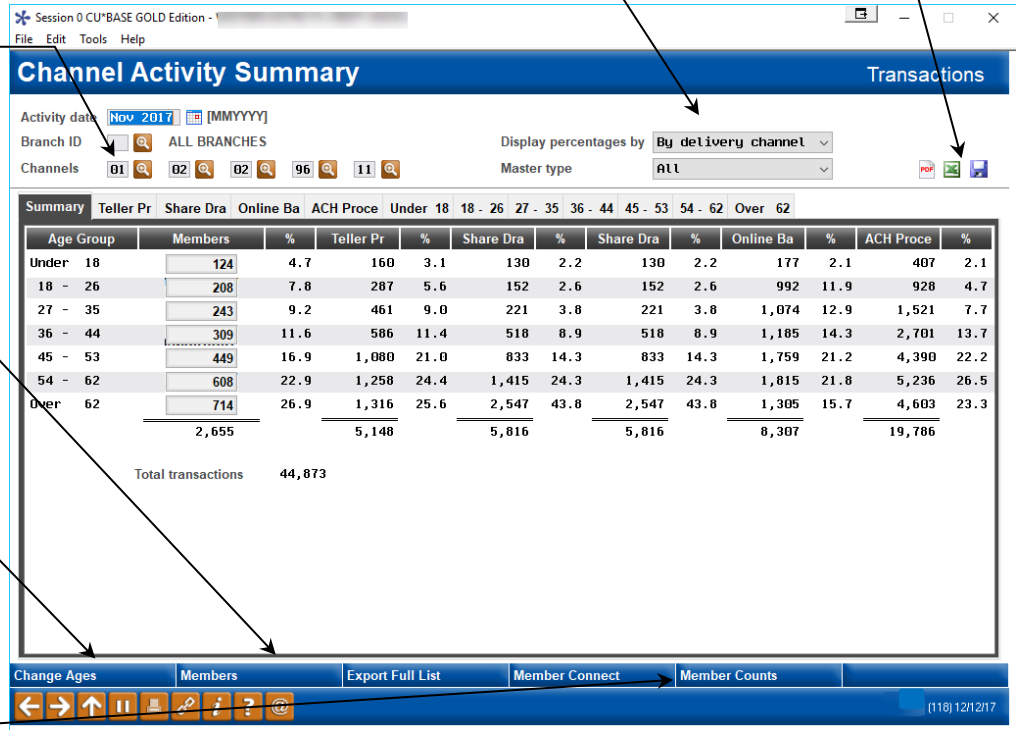 Session 0 CU*BASE GOLD Edition -
File Edit Tools Help
Channel Activity Summary Transactions
Activity date Nov 2017 [MMYYYY]
Branch ID ALL BRANCHES Display percentages by By delivery channel
Channels 01 02 02 96 11 Master type All PDF
Summary Teller Pr Share Dra Online Ba ACH Proce Under 18 18 - 26 27 - 35 36 - 44 45 - 53 54 - 62 Over 62
Age Group Members % Teller Pr % Share Dra % Share Dra % Online Ba % ACH Proce %
Under 18 124 4.7 160 3.1 130 2.2 130 2.2 177 2.1 407 2.1
18 - 26 208 7.8 287 5.6 152 2.6 152 2.6 992 11.9 928 4.7
27 - 35 243 9.2 461 9.0 221 3.8 221 3.8 1,074 12.9 1,521 7.7
36 - 44 309 11.6 586 11.4 518 8.9 518 8.9 1,185 14.3 2,701 13.7
45 - 53 449 16.9 1,080 21.0 833 14.3 833 14.3 1,759 21.2 4,390 22.2
54 - 62 608 22.9 1,258 24.4 1,415 24.3 1,415 24.3 1,815 21.8 5,236 26.5
Over 62 714 26.9 1,316 25.6 2,547 43.8 2,547 43.8 1,305 15.7 4,603 23.3
2,655 5,148 5,816 5,816 8,307 19,786
Total transactions 44,873
Change Ages Members Export Full List Member Connect Member Counts
i ? @ (118) 12/12/17